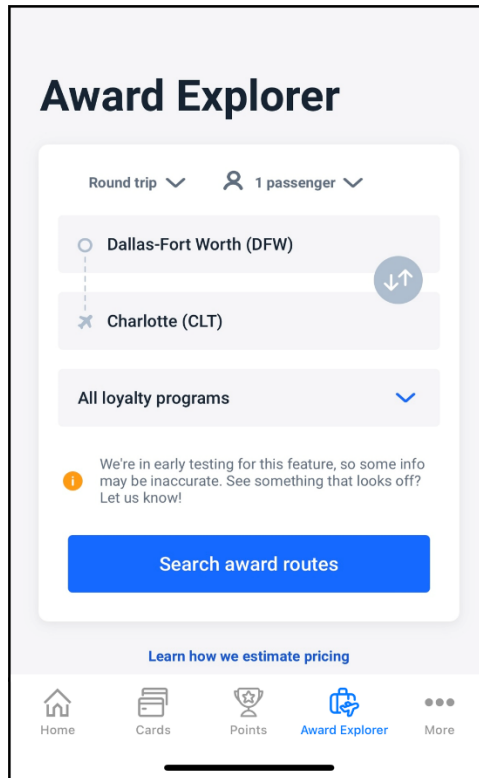 Award Explorer
Round trip
1 passenger
Dallas-Fort Worth (DFW)
Charlotte (CLT)
All loyalty programs
We're in early testing for this feature, so some info
may be inaccurate. See something that looks off?
Let us know!
Search award routes
Learn how we estimate pricing
Home
Cards
Points
Award Explorer
More